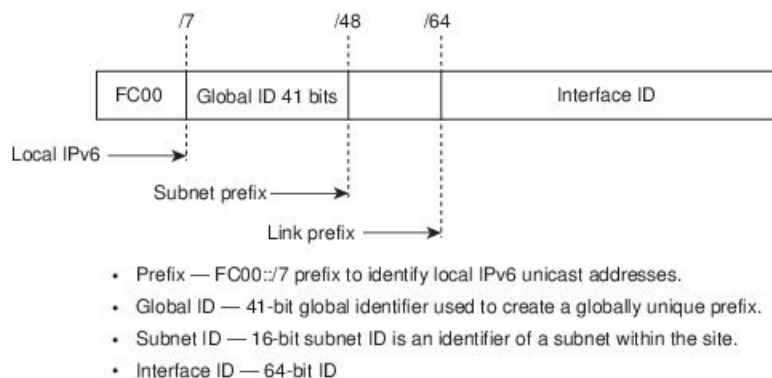 /7 /48 /64
FC00 Global ID 41 bits Interface ID
Local IPv6
Subnet prefix
Link prefix
• Prefix — FC00::/7 prefix to identify local IPv6 unicast addresses.
• Global ID — 41-bit global identifier used to create a globally unique prefix.
• Subnet ID — 16-bit subnet ID is an identifier of a subnet within the site.
• Interface ID — 64-bit ID